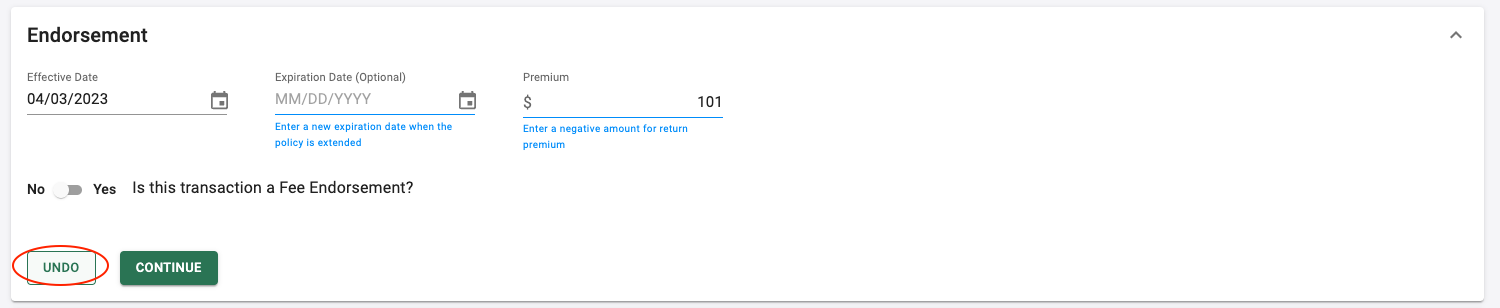 Endorsement
Effective Date
Expiration Date (Optional)
Premium
04/03/2023
MM/DD/YYYY
$ 101
Enter a new expiration date when the
policy is extended
Enter a negative amount for return
premium
No Yes Is this transaction a Fee Endorsement?
UNDO CONTINUE